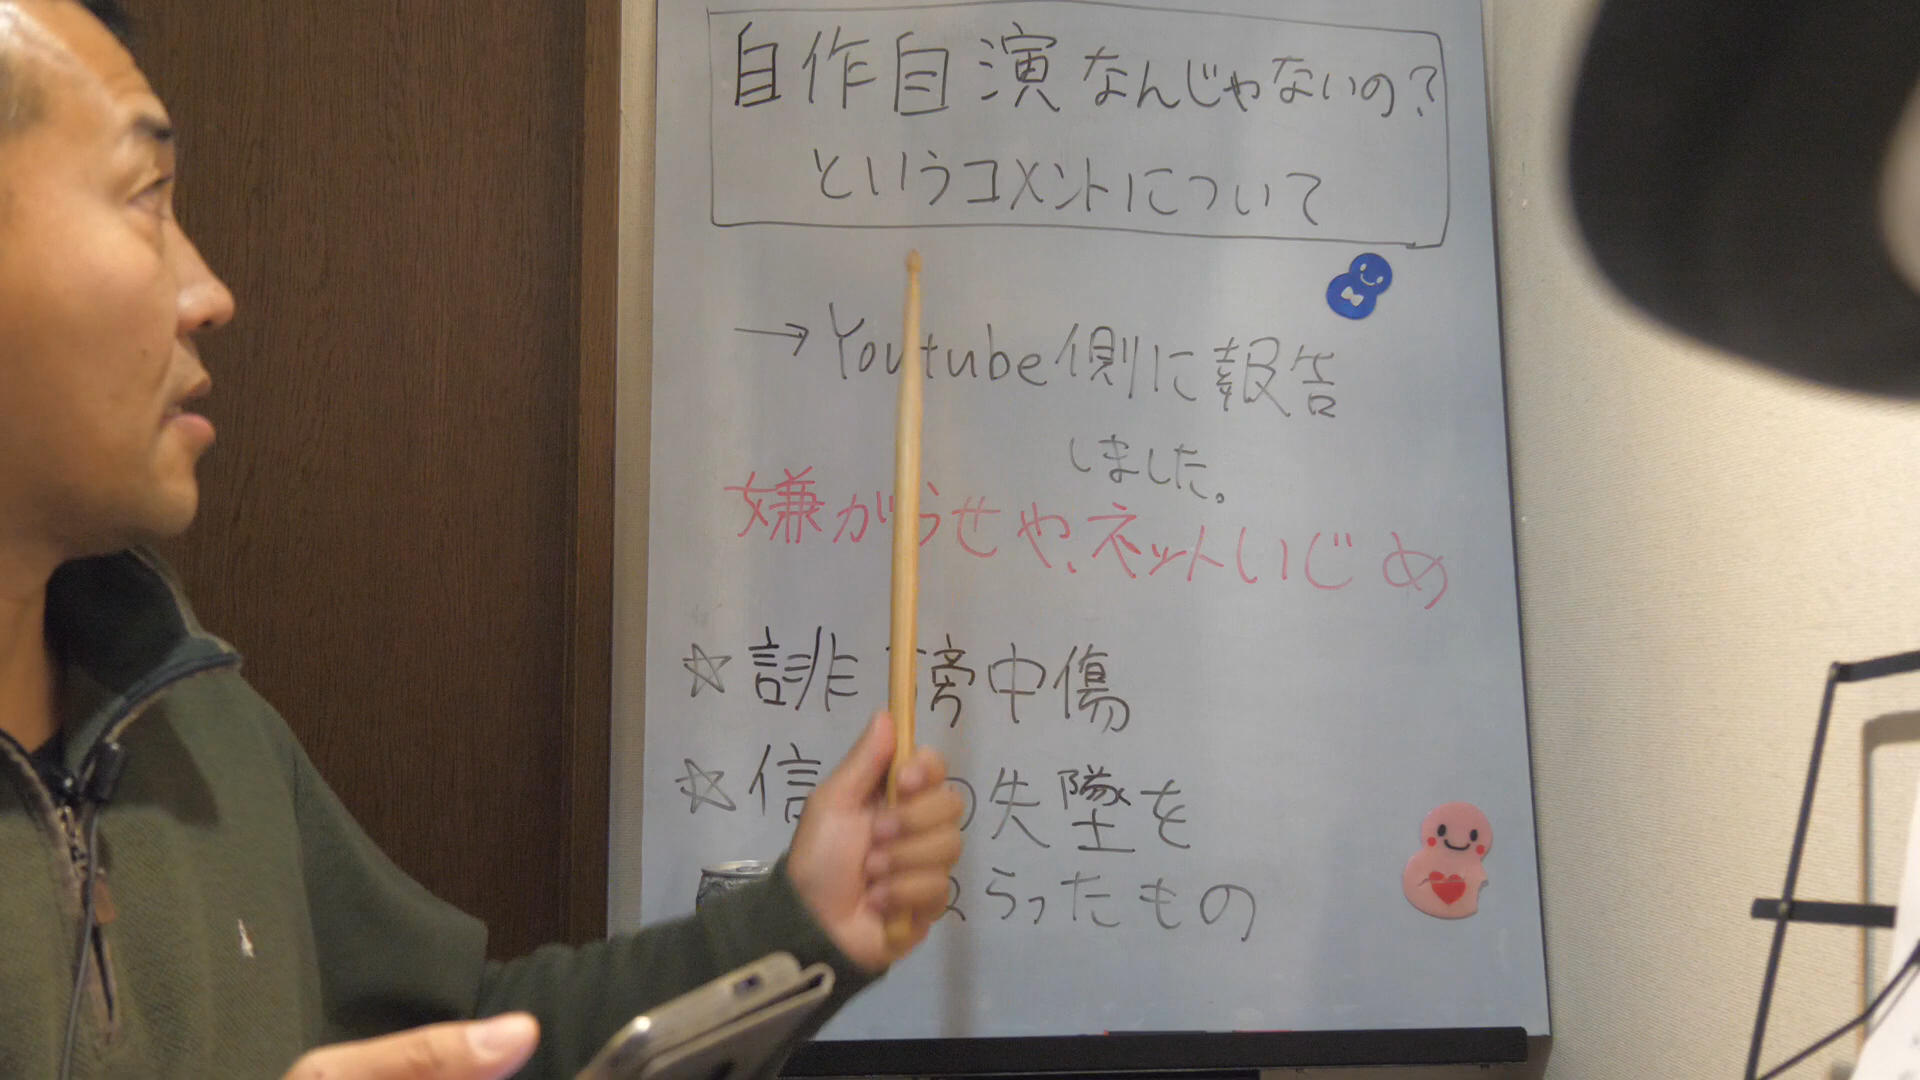 自作自演なんじゃないの?
というコメントについて
→Youtube側に報告
しました。
嫌がらせや、ネットいじめ
☆誹謗中傷
☆信 の失墜を
らったもの